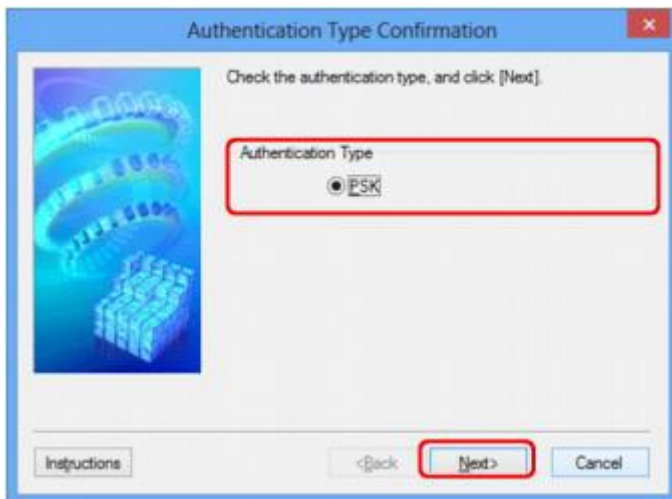 Authentication Type Confirmation
Check the authentication type, and click [Next].
Authentication Type
PSK
Instructions
<Back
Next>
Cancel